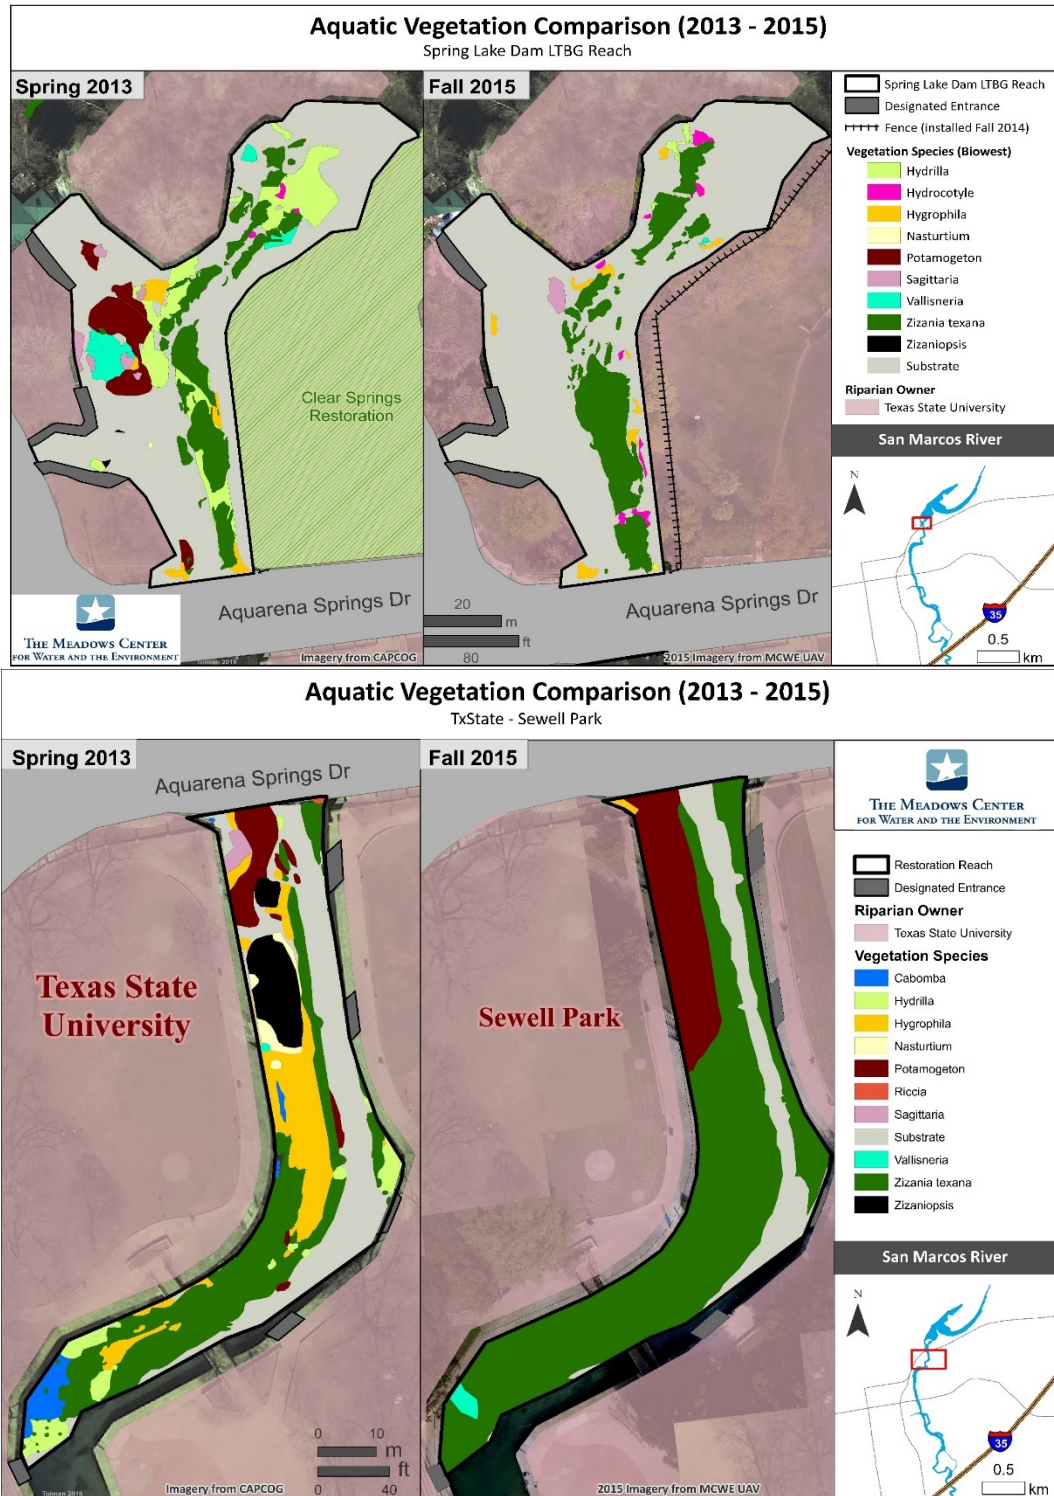 Aquatic Vegetation Comparison (2013 - 2015)
Spring Lake Dam LTBG Reach
Spring 2013
Fall 2015
Clear Springs
Restoration
Aquarena Springs Dr
Aquarena Springs Dr
THE MEADOWS CENTER
FOR WATER AND THE ENVIRONMENT
Tolman 2016
Imagery from CAPCOG
20
m
ft
80
2015 Imagery from MCWE UAV
Spring Lake Dam LTBG Reach
Designated Entrance
Fence (installed Fall 2014)
Vegetation Species (Biowest)
Hydrilla
Hydrocotyle
Hygrophila
Nasturtium
Potamogeton
Sagittaria
Vallisneria
Zizania texana
Zizaniopsis
Substrate
Riparian Owner
Texas State University
San Marcos River
N
35
0.5
km
Aquatic Vegetation Comparison (2013 - 2015)
TxState - Sewell Park
Spring 2013
Fall 2015
Aquarena Springs Dr
Texas State
University
Sewell Park
0 10
m
ft
0 40
Tolman 2016
Imagery from CAPCOG
2015 Imagery from MCWE UAV
THE MEADOWS CENTER
FOR WATER AND THE ENVIRONMENT
Restoration Reach
Designated Entrance
Riparian Owner
Texas State University
Vegetation Species
Cabomba
Hydrilla
Hygrophila
Nasturtium
Potamogeton
Riccia
Sagittaria
Substrate
Vallisneria
Zizania texana
Zizaniopsis
San Marcos River
N
35
0.5
km